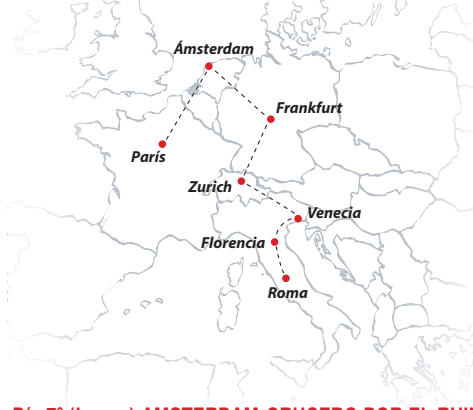 Ámsterdam
Frankfurt
París
Zurich
Venecia
Florencia
Roma
AMSTERDAM-CRUCERO POR EL